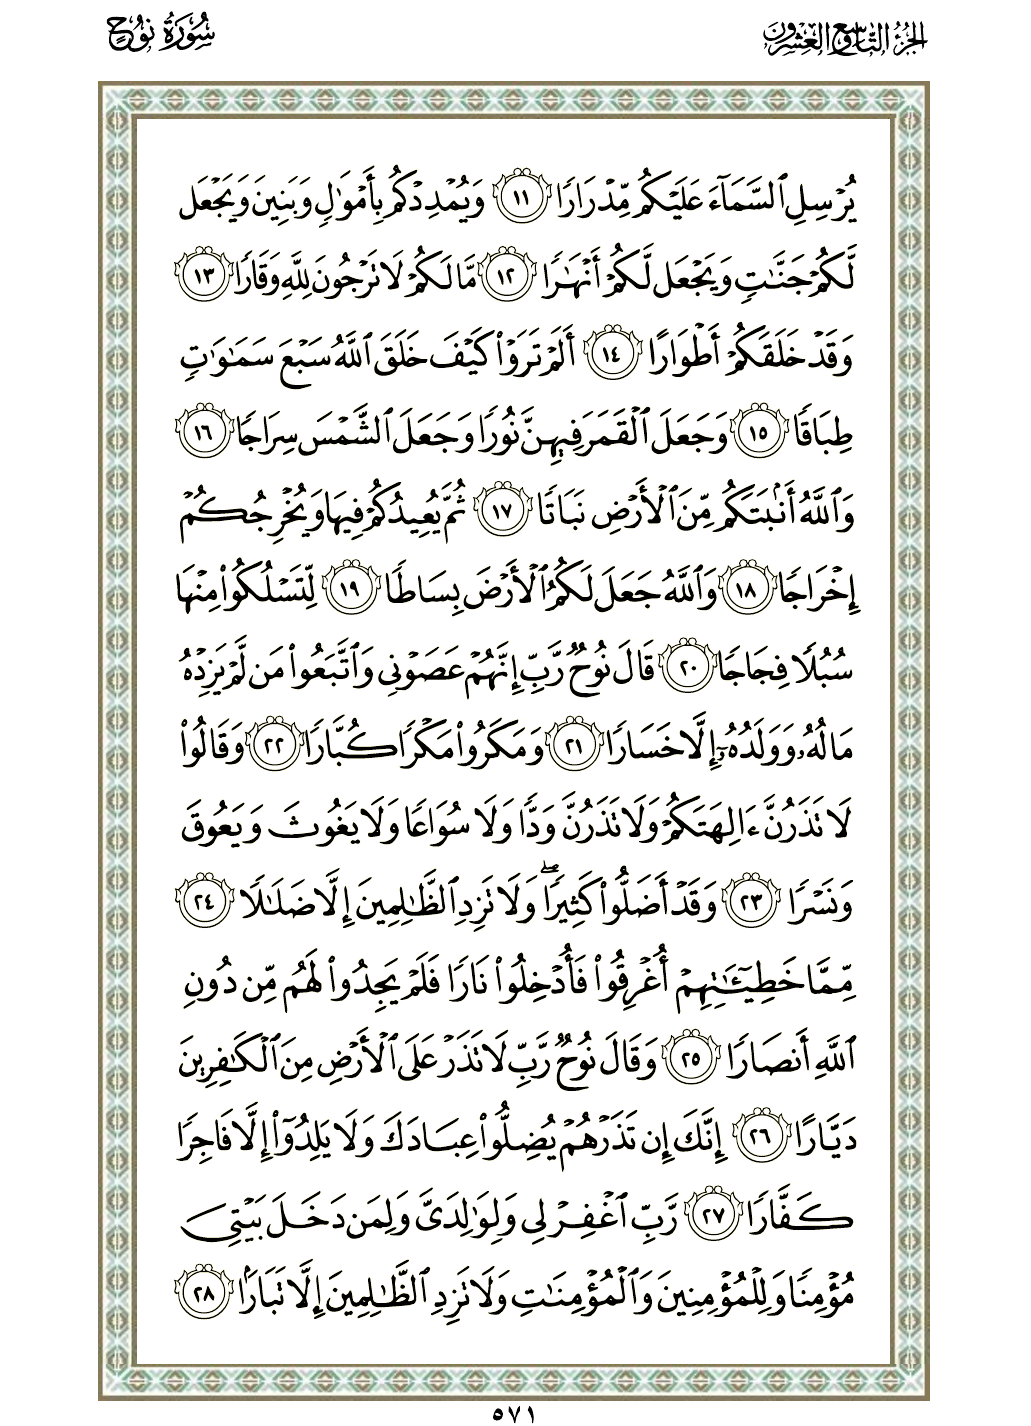 الجزء التاسع والعشرون
سورة نوح
يُرْسِلِ ٱلسَّمَآءَ عَلَيْكُم مِّدْرَارًا ١١ وَيُمْدِدْكُم بِأَمْوَٰلٍ وَبَنِينَ وَيَجْعَل
لَّكُمْ جَنَّـٰتٍ وَيَجْعَل لَّكُمْ أَنْهَـٰرًا ١٢ مَّا لَكُمْ لَا تَرْجُونَ لِلَّهِ وَقَارًا ١٣
وَقَدْ خَلَقَكُمْ أَطْوَارًا ١٤ أَلَمْ تَرَوْا۟ كَيْفَ خَلَقَ ٱللَّهُ سَبْعَ سَمَـٰوَٰتٍ
طِبَاقًا ١٥ وَجَعَلَ ٱلْقَمَرَ فِيهِنَّ نُورًا وَجَعَلَ ٱلشَّمْسَ سِرَاجًا ١٦
وَٱللَّهُ أَنۢبَتَكُم مِّنَ ٱلْأَرْضِ نَبَاتًا ١٧ ثُمَّ يُعِيدُكُمْ فِيهَا وَيُخْرِجُكُمْ
إِخْرَاجًا ١٨ وَٱللَّهُ جَعَلَ لَكُمُ ٱلْأَرْضَ بِسَاطًا ١٩ لِّتَسْلُكُوا۟ مِنْهَا
سُبُلًا فِجَاجًا ٢٠ قَالَ نُوحٌ رَّبِّ إِنَّهُمْ عَصَوْنِى وَٱتَّبَعُوا۟ مَن لَّمْ يَزِدْهُ
مَالُهُۥ وَوَلَدُهُۥٓ إِلَّا خَسَارًا ٢١ وَمَكَرُوا۟ مَكْرًا كُبَّارًا ٢٢ وَقَالُوا۟
لَا تَذَرُنَّ ءَالِهَتَكُمْ وَلَا تَذَرُنَّ وَدًّا وَلَا سُوَاعًا وَلَا يَغُوثَ وَيَعُوقَ
وَنَسْرًا ٢٣ وَقَدْ أَضَلُّوا۟ كَثِيرًا ۖ وَلَا تَزِدِ ٱلظَّـٰلِمِينَ إِلَّا ضَلَـٰلًا ٢٤
مِّمَّا خَطِيٓـَٔـٰتِهِمْ أُغْرِقُوا۟ فَأُدْخِلُوا۟ نَارًا فَلَمْ يَجِدُوا۟ لَهُم مِّن دُونِ
ٱللَّهِ أَنصَارًا ٢٥ وَقَالَ نُوحٌ رَّبِّ لَا تَذَرْ عَلَى ٱلْأَرْضِ مِنَ ٱلْكَـٰفِرِينَ
دَيَّارًا ٢٦ إِنَّكَ إِن تَذَرْهُمْ يُضِلُّوا۟ عِبَادَكَ وَلَا يَلِدُوٓا۟ إِلَّا فَاجِرًا
كَفَّارًا ٢٧ رَّبِّ ٱغْفِرْ لِى وَلِوَٰلِدَىَّ وَلِمَن دَخَلَ بَيْتِىَ
مُؤْمِنًا وَلِلْمُؤْمِنِينَ وَٱلْمُؤْمِنَـٰتِ وَلَا تَزِدِ ٱلظَّـٰلِمِينَ إِلَّا تَبَارًۢا ٢٨
٥٧١